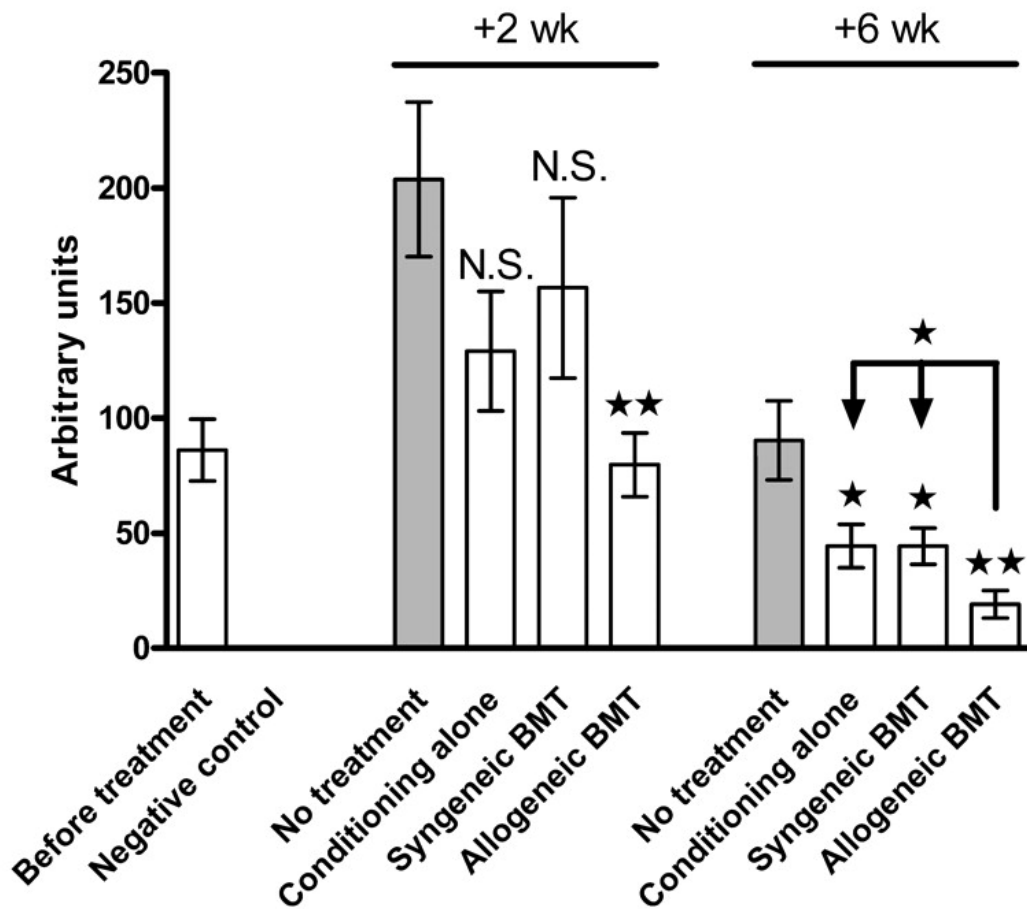 +2 wk
+6 wk
250
200
150
100
50
0
Arbitrary units
N.S.
N.S.
★★
★
★
★
★★
Before treatment
Negative control
No treatment
Conditioning alone
Syngeneic BMT
Allogeneic BMT
No treatment
Conditioning alone
Syngeneic BMT
Allogeneic BMT